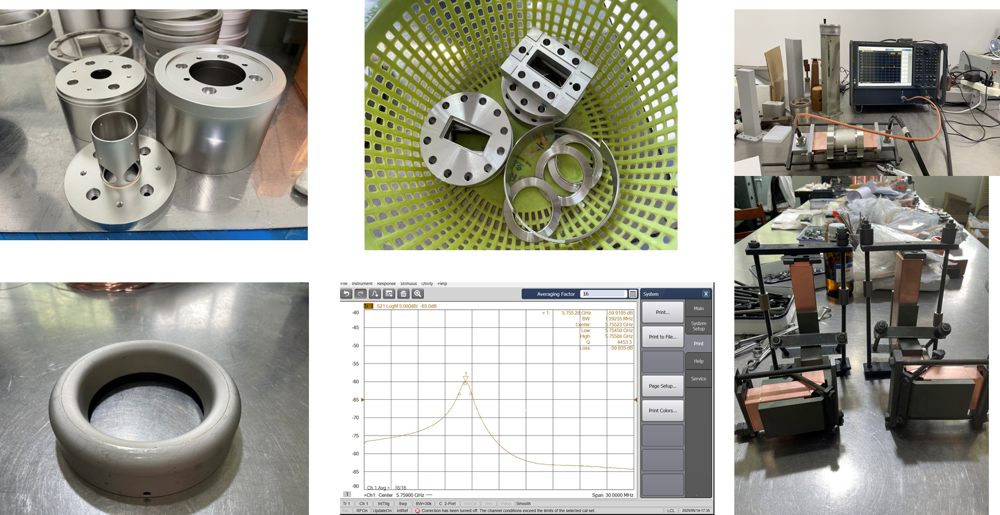 File Instrument Response Stimulus Utility Help
Averaging Factor 16
System
Tr 1 S21 LogM 5.000dB/ -65.0dB
-40
-45
-50
-55
-60
-65
-70
-75
-80
-85
-90
> 1: 5.755 28 GHz -59.9195 dB
BW: 1.29235 MHz
Center: 5.75523 GHz
Low: 5.75459 GHz
High: 5.75588 GHz
Q: 4453.3
Loss: -59.935 dB
1
Ch 1 Avg = 16/16
1
>Ch1: Center 5.75900 GHz
Span 30.0000 MHz
Print...
Print to File...
Page Setup...
Print Colors...
Main
System Setup
Print
Help
Service
Tr 1 Ch 1 IntTrig Swp BW=30k C 2-Port SrcCal Sim Pulse Smooth
Svc RFOn UpdateOn IntRef Correction has been turned off. The channel conditions exceed the limits of the selected cal set. LCL 2025/05/14-17:35